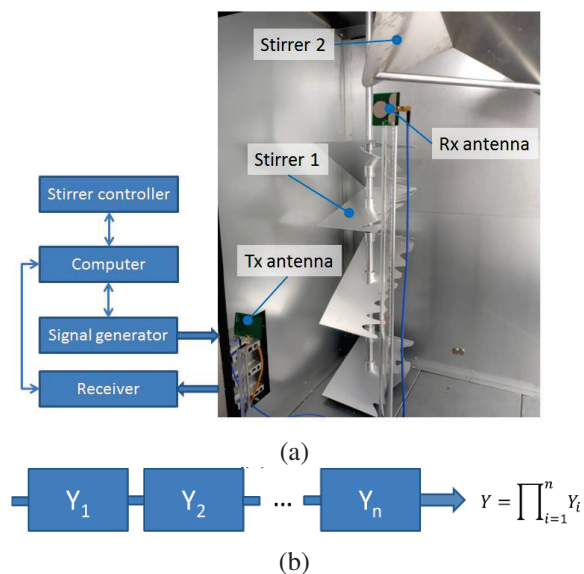 Stirrer 2
Rx antenna
Stirrer 1
Tx antenna
Stirrer controller
Computer
Signal generator
Receiver
(a)
Y₁
Y₂
...
Yₙ
Y = ∏ⁿᵢ₌₁ Yᵢ
(b)